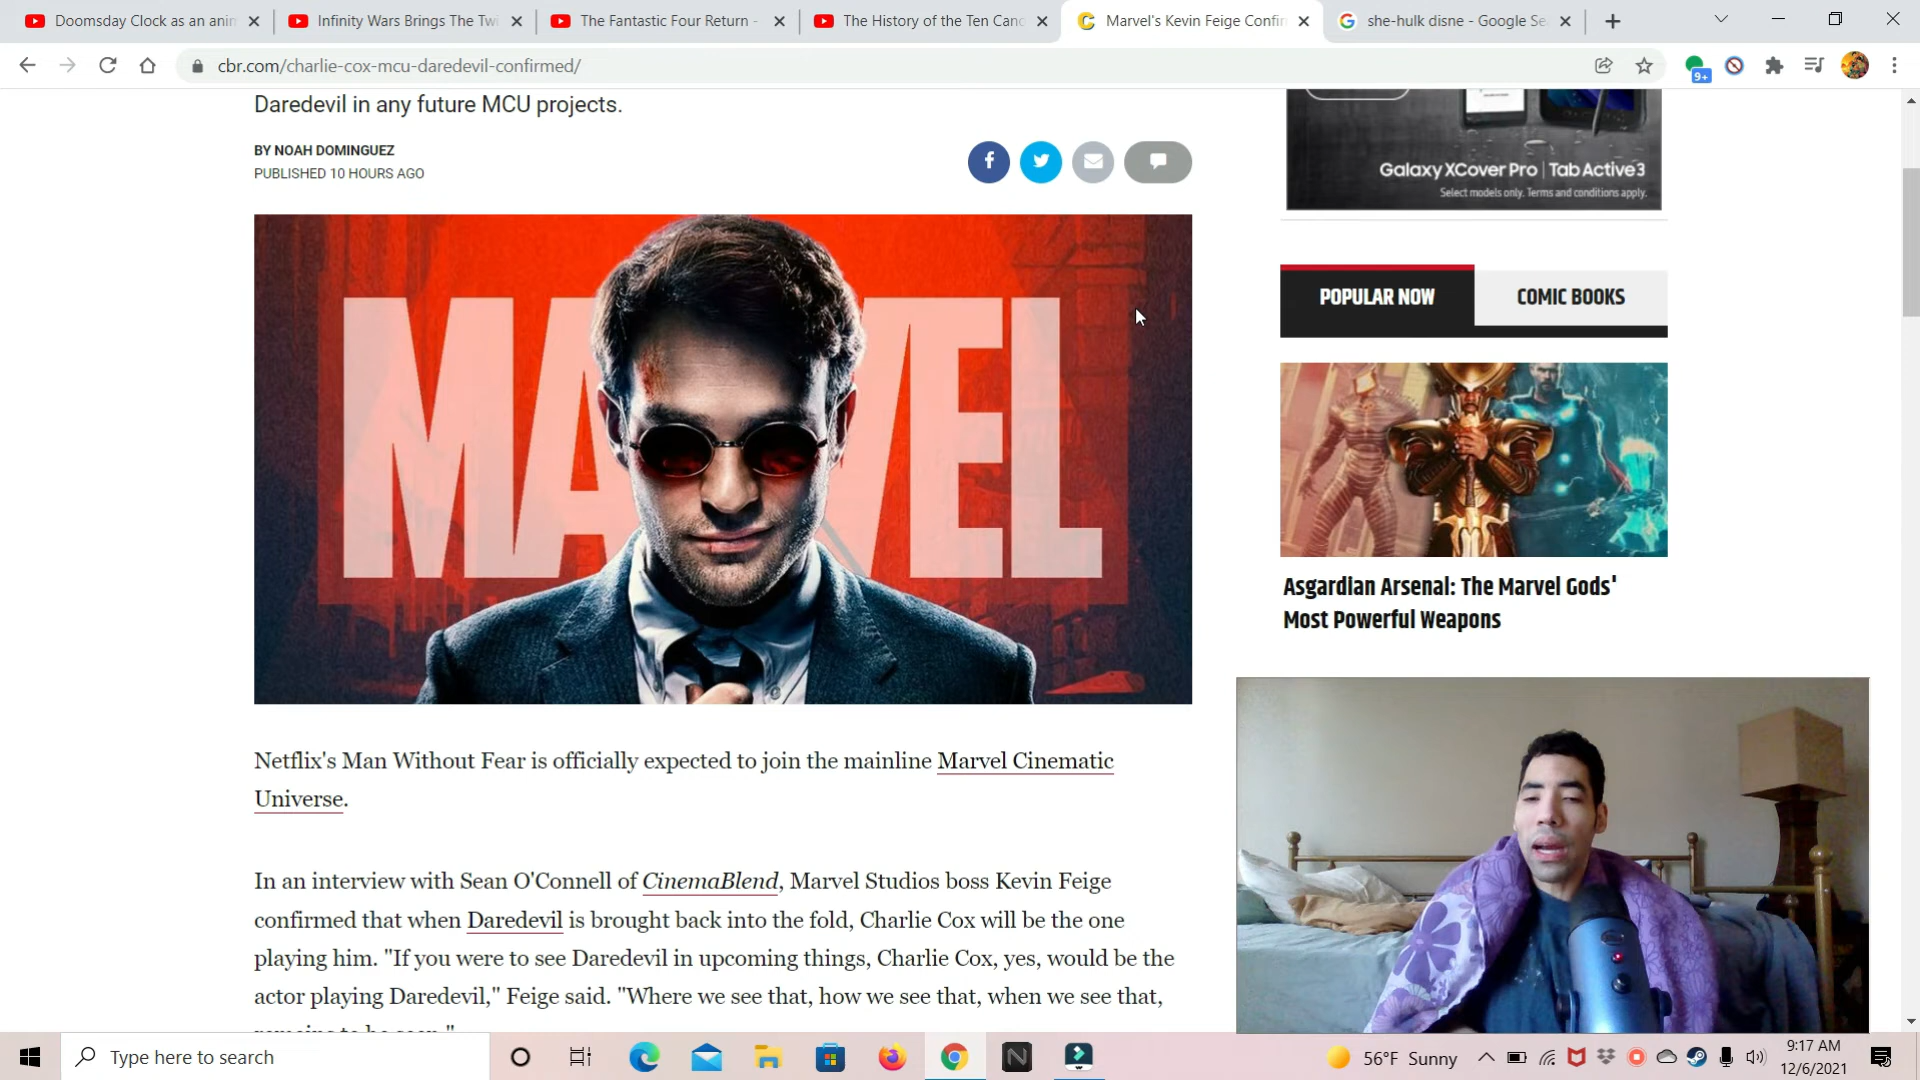 Doomsday Clock as an anin
Infinity Wars Brings The Twi
The Fantastic Four Return -
The History of the Ten Canc
Marvel's Kevin Feige Confir
she-hulk disne - Google Se
cbr.com/charlie-cox-mcu-daredevil-confirmed/
9+
Daredevil in any future MCU projects.
BY NOAH DOMINGUEZ
PUBLISHED 10 HOURS AGO
Galaxy XCover Pro | Tab Active3
Select models only. Terms and conditions apply.
POPULAR NOW
COMIC BOOKS
MARVEL
Asgardian Arsenal: The Marvel Gods'
Most Powerful Weapons
Netflix's Man Without Fear is officially expected to join the mainline Marvel Cinematic
Universe.
In an interview with Sean O'Connell of CinemaBlend, Marvel Studios boss Kevin Feige
confirmed that when Daredevil is brought back into the fold, Charlie Cox will be the one
playing him. "If you were to see Daredevil in upcoming things, Charlie Cox, yes, would be the
actor playing Daredevil," Feige said. "Where we see that, how we see that, when we see that,
remains to be seen."
Type here to search
56°F Sunny
9:17 AM
12/6/2021